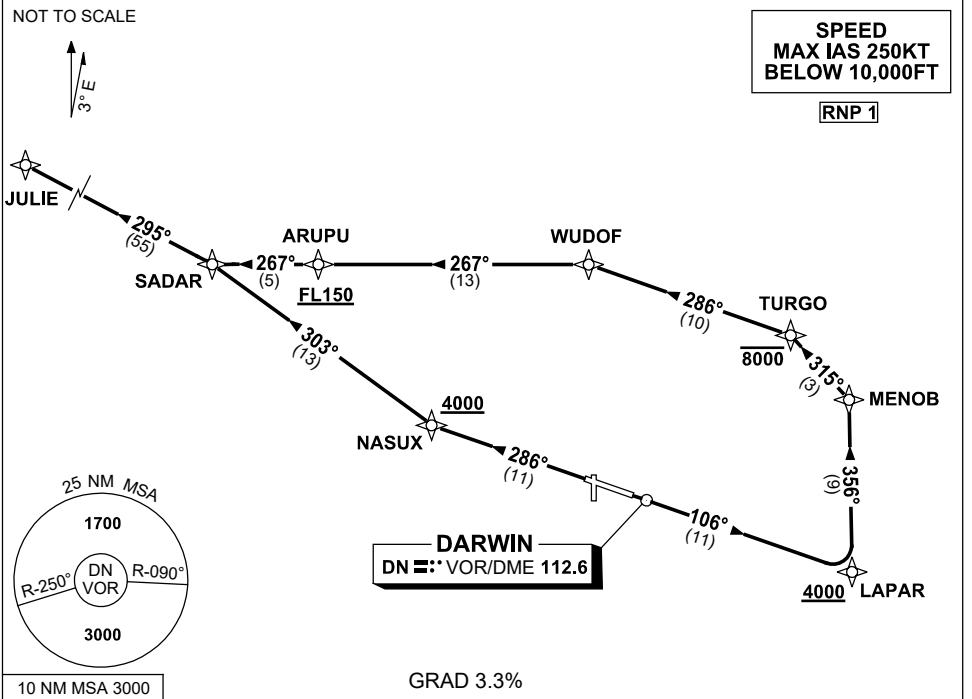 NOT TO SCALE
3° E
SPEED
MAX IAS 250KT
BELOW 10,000FT
RNP 1
JULIE
295°
(55)
SADAR
267°
(5)
ARUPU
FL150
267°
(13)
WUDOF
286°
(10)
TURGO
8000
315°
(3)
MENOB
356°
(9)
303°
(13)
4000
NASUX
286°
(11)
106°
(11)
4000 LAPAR
DARWIN
DN VOR/DME 112.6
25 NM MSA
1700
R-250°
DN
VOR
R-090°
3000
10 NM MSA 3000
GRAD 3.3%